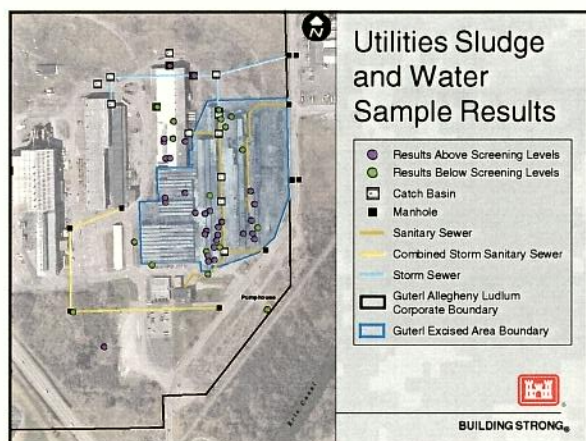 N
Utilities Sludge
and Water
Sample Results
Results Above Screening Levels
Results Below Screening Levels
Catch Basin
Manhole
Sanitary Sewer
Combined Storm Sanitary Sewer
Storm Sewer
Guterl Allegheny Ludlum
Corporate Boundary
Guterl Excised Area Boundary
Pumphouse
Erie Canal
BUILDING STRONG®